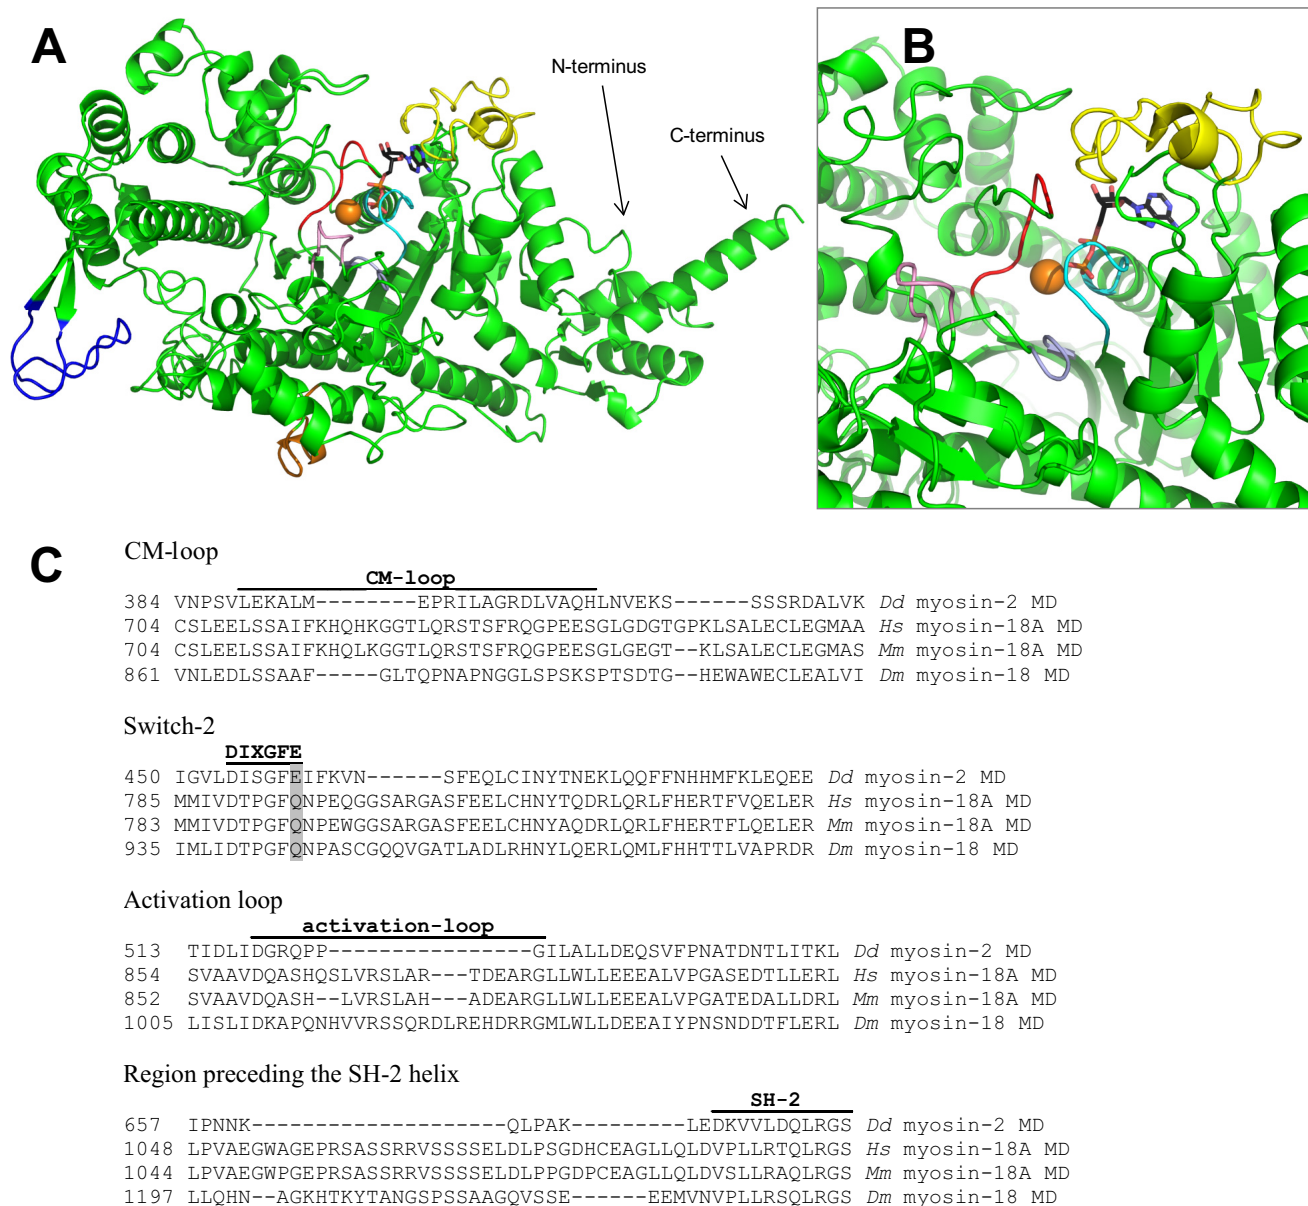 A
N-terminus
C-terminus
B
C
CM-loop
CM-loop
384 VNPSVLEKALM--------EPRILAGRDLVAQHLNVEKS------SSSRDALVK Dd myosin-2 MD
704 CSLEELSSAIFKHQHKGGTLQRSTSFRQGPEESGLGDGTGPKLSALECLEGMAA Hs myosin-18A MD
704 CSLEELSSAIFKHQLKGGTLQRSTSFRQGPEESGLGEGT--KLSALECLEGMAS Mm myosin-18A MD
861 VNLEDLSSAAF-----GLTQPNAPNGGLSPSKSPTSDTG--HEWAWECLEALVI Dm myosin-18 MD
Switch-2
DIXGFE
450 IGVLDISGFEIFKVN------SFEQLCINYTNEKLQQFFNHHMFKLEQEE Dd myosin-2 MD
785 MMIVDTPGFQNPEQGGSARGASFEELCHNYTQDRLQRLFHERTFVQELER Hs myosin-18A MD
783 MMIVDTPGFQNPEWGGSARGASFEELCHNYAQDRLQRLFHERTFLQELER Mm myosin-18A MD
935 IMLIDTPGFQNPASCGQQVGATLADLRHNYLQERLQMLFHHTTLVAPRDR Dm myosin-18 MD
Activation loop
activation-loop
513 TIDLIDGRQPP-----------------GILALLDEQSVFPNATDNTLITKL Dd myosin-2 MD
854 SVAAVDQASHQSLVRSLAR---TDEARGLLWLLEEEALVPGASEDTLLERL Hs myosin-18A MD
852 SVAAVDQASH--LVRSLAH---ADEARGLLWLLEEEALVPGATEDALLDRL Mm myosin-18A MD
1005 LISLIDKAPQNHVVRSSQRDLREHDRRGMLWLLDEEAIYPNSNDDTFLERL Dm myosin-18 MD
Region preceding the SH-2 helix
SH-2
657 IPNNK---------------------QLPAK---------LEDKVVLDQLRGS Dd myosin-2 MD
1048 LPVAEGWAGEPRSASSRRVSSSSELDLPSGDHCEAGLLQLDVPLLRTQLRGS Hs myosin-18A MD
1044 LPVAEGWPGEPRSASSRRVSSSSELDLPPGDPCEAGLLQLDVSLLRAQLRGS Mm myosin-18A MD
1197 LLQHN--AGKHTKYTANGSPSSAAGQVSSE------EEMVNVPLLRSQLRGS Dm myosin-18 MD